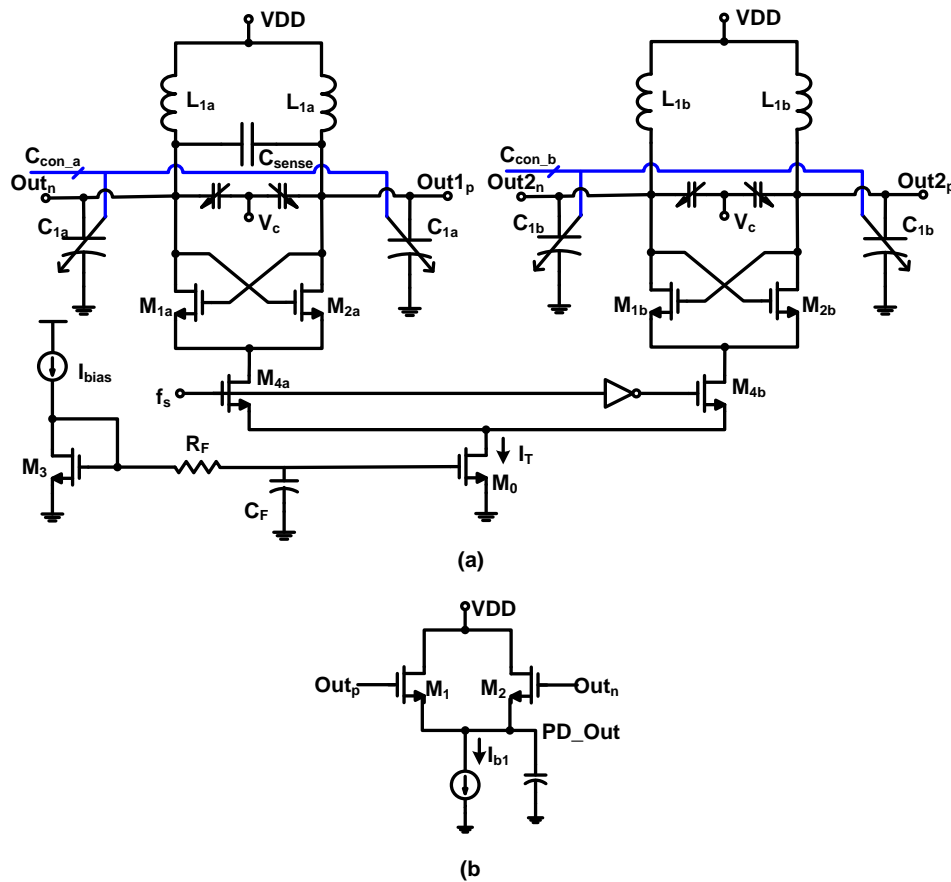 VDD
VDD
L1a
L1a
L1b
L1b
Csense
Ccon_a
Ccon_b
Outn
Out1p
Out2n
Out2p
C1a
Vc
C1a
C1b
Vc
C1b
M1a
M2a
M1b
M2b
Ibias
M4a
M4b
fs
RF
IT
M3
M0
CF
(a)
VDD
Outp
M1
M2
Outn
PD_Out
Ib1
(b